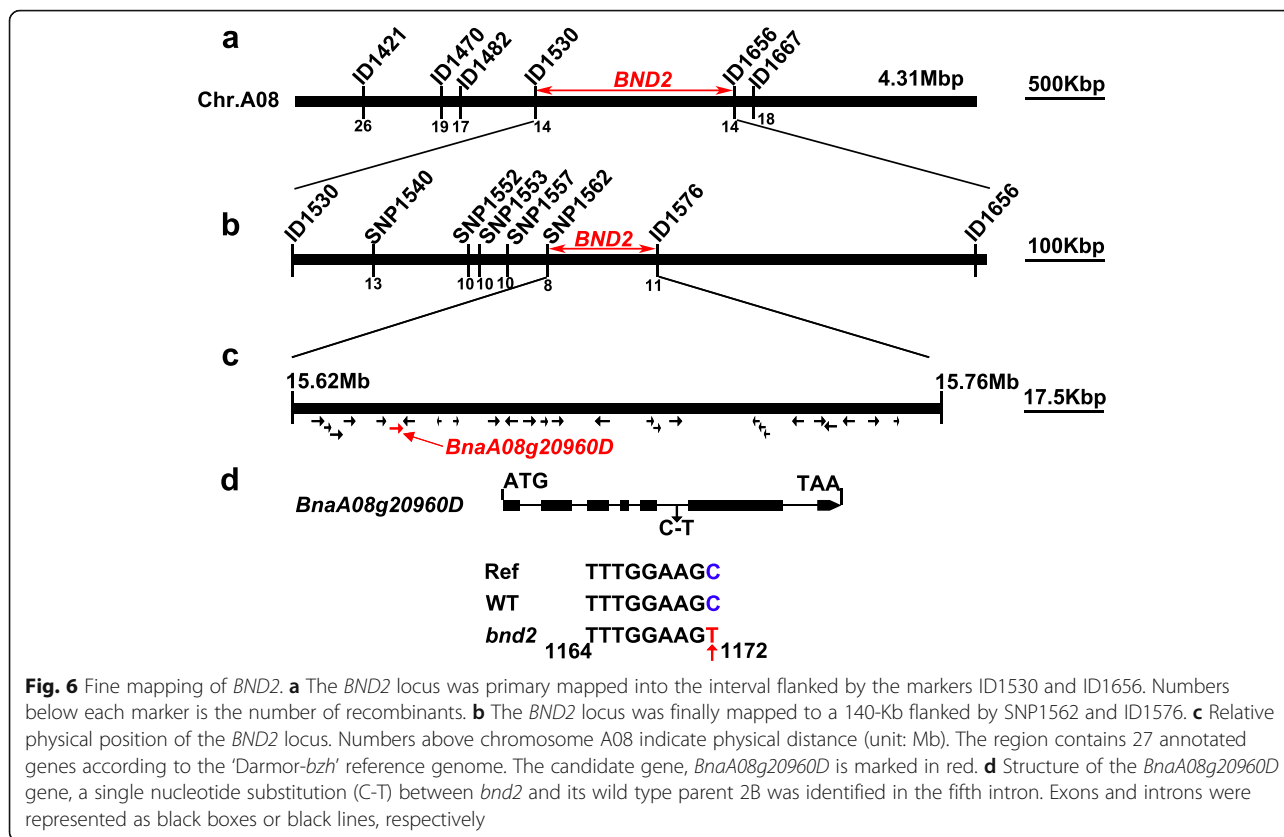 a
ID1421 ID1470 ID1482 ID1530 ID1656 ID1667
BND2 4.31Mbp 500Kbp
Chr.A08
26 19 17 14 14 18
ID1530 SNP1540 SNP1552 SNP1553 SNP1557 SNP1562 ID1576 ID1656
b BND2 100Kbp
13 10 10 10 8 11
c
15.62Mb 15.76Mb 17.5Kbp
BnaA08g20960D
d
ATG TAA
BnaA08g20960D
C-T
Ref TTTGGAAGC
WT TTTGGAAGC
bnd2 TTTGGAAGT
1164 1172
Fig. 6 Fine mapping of BND2. a The BND2 locus was primary mapped into the interval flanked by the markers ID1530 and ID1656. Numbers
below each marker is the number of recombinants. b The BND2 locus was finally mapped to a 140-Kb flanked by SNP1562 and ID1576. c Relative
physical position of the BND2 locus. Numbers above chromosome A08 indicate physical distance (unit: Mb). The region contains 27 annotated
genes according to the ‘Darmor-bzh’ reference genome. The candidate gene, BnaA08g20960D is marked in red. d Structure of the BnaA08g20960D
gene, a single nucleotide substitution (C-T) between bnd2 and its wild type parent 2B was identified in the fifth intron. Exons and introns were
represented as black boxes or black lines, respectively